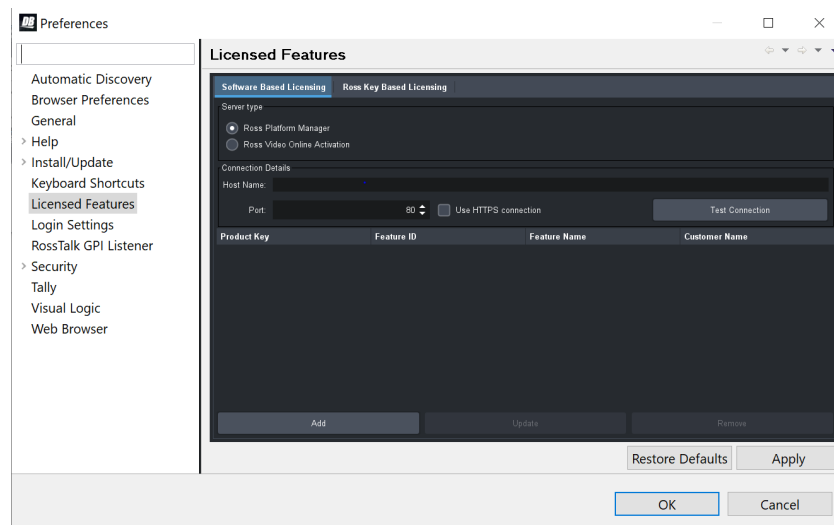 DB Preferences
Licensed Features
Automatic Discovery
Browser Preferences
General
Help
Install/Update
Keyboard Shortcuts
Licensed Features
Login Settings
RossTalk GPI Listener
Security
Tally
Visual Logic
Web Browser
Software Based Licensing Ross Key Based Licensing
Server type
Ross Platform Manager
Ross Video Online Activation
Connection Details
Host Name:
Port: 80 Use HTTPS connection Test Connection
Product Key Feature ID Feature Name Customer Name
Add Update Remove
Restore Defaults Apply
OK Cancel